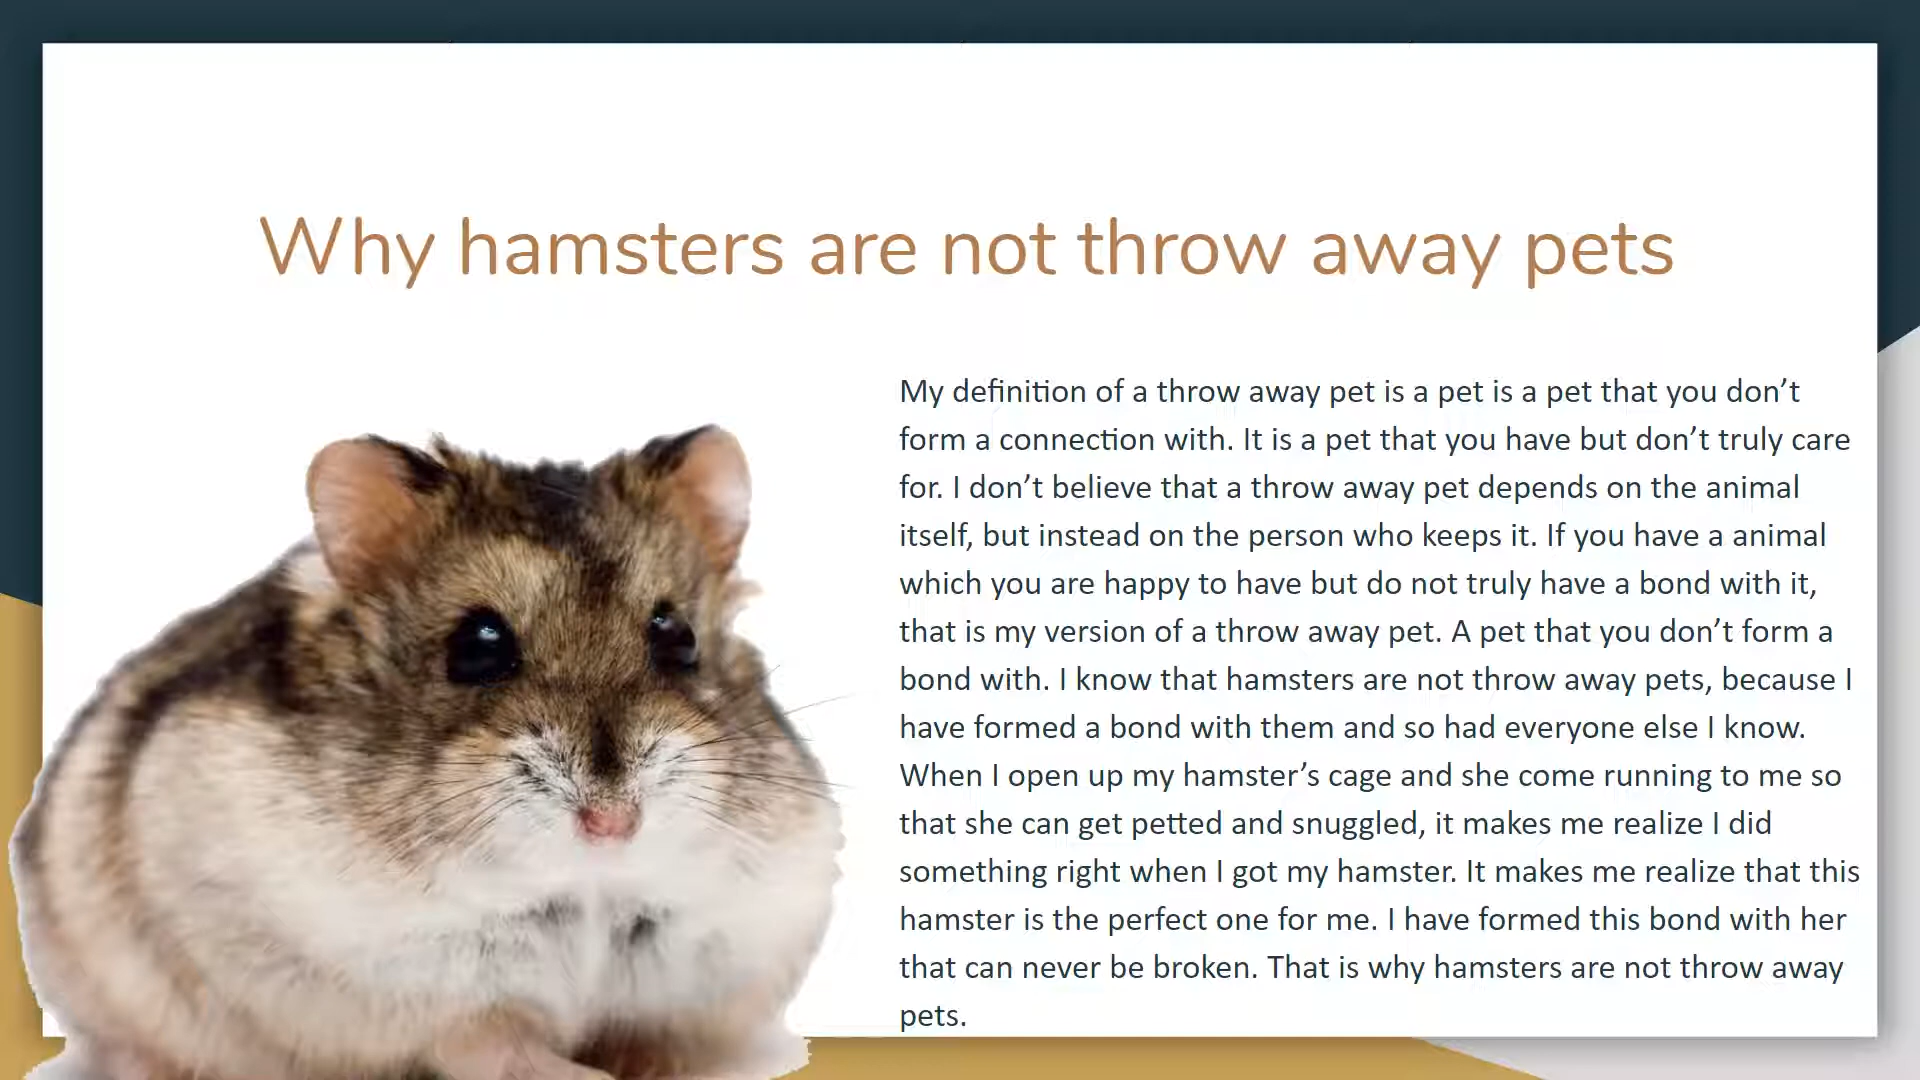 Why hamsters are not throw away pets
My definition of a throw away pet is a pet is a pet that you don’t
form a connection with. It is a pet that you have but don’t truly care
for. I don’t believe that a throw away pet depends on the animal
itself, but instead on the person who keeps it. If you have a animal
which you are happy to have but do not truly have a bond with it,
that is my version of a throw away pet. A pet that you don’t form a
bond with. I know that hamsters are not throw away pets, because I
have formed a bond with them and so had everyone else I know.
When I open up my hamster’s cage and she come running to me so
that she can get petted and snuggled, it makes me realize I did
something right when I got my hamster. It makes me realize that this
hamster is the perfect one for me. I have formed this bond with her
that can never be broken. That is why hamsters are not throw away
pets.